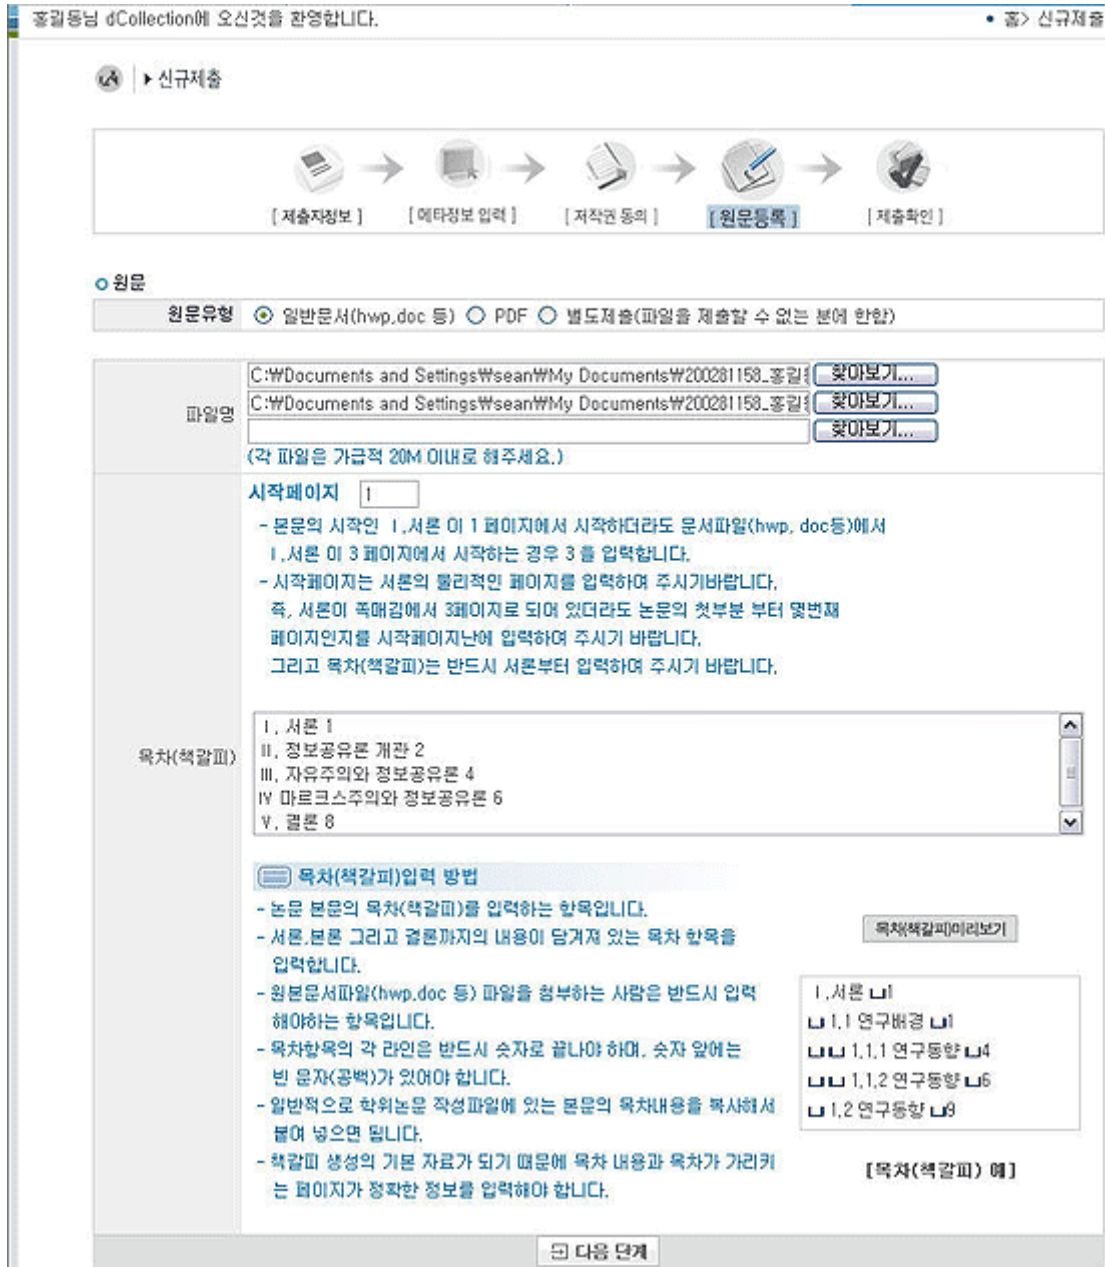 홍길동님 dCollection에 오신것을 환영합니다.
• 홈> 신규제출
신규제출
[ 제출자정보 ] [ 메타정보 입력 ] [ 저작권 동의 ] [ 원문등록 ] [ 제출확인 ]
원문
원문유형 일반문서(hwp,doc 등) PDF 별도제출(파일을 제출할 수 없는 분에 한함)
파일명
C:₩Documents and Settings₩sean₩My Documents₩200281158_홍길 찾아보기...
C:₩Documents and Settings₩sean₩My Documents₩200281158_홍길 찾아보기...
찾아보기...
(각 파일은 가급적 20M 이내로 해주세요.)
시작페이지 1
- 본문의 시작인 Ⅰ,서론 이 1 페이지에서 시작하더라도 문서파일(hwp, doc등)에서
Ⅰ,서론 이 3 페이지에서 시작하는 경우 3 을 입력합니다.
- 시작페이지는 서론의 물리적인 페이지를 입력하여 주시기바랍니다.
즉, 서론이 쪽매김에서 3페이지로 되어 있더라도 논문의 첫부분 부터 몇번째
페이지인지를 시작페이지난에 입력하여 주시기 바랍니다.
그리고 목차(책갈피)는 반드시 서론부터 입력하여 주시기 바랍니다.
목차(책갈피)
Ⅰ. 서론 1
Ⅱ. 정보공유론 개관 2
Ⅲ. 자유주의와 정보공유론 4
Ⅳ 마르크스주의와 정보공유론 6
Ⅴ. 결론 8
목차(책갈피)입력 방법
- 논문 본문의 목차(책갈피)를 입력하는 항목입니다.
- 서론,본론 그리고 결론까지의 내용이 담겨져 있는 목차 항목을
입력합니다.
- 원본문서파일(hwp,doc 등) 파일을 첨부하는 사람은 반드시 입력
해야하는 항목입니다.
- 목차항목의 각 라인은 반드시 숫자로 끝나야 하며, 숫자 앞에는
빈 문자(공백)가 있어야 합니다.
- 일반적으로 학위논문 작성파일에 있는 본문의 목차내용을 복사해서
붙여 넣으면 됩니다.
- 책갈피 생성의 기본 자료가 되기 때문에 목차 내용과 목차가 가리키
는 페이지가 정확한 정보를 입력해야 합니다.
목차(책갈피)미리보기
Ⅰ.서론 ⊔1
⊔ 1.1 연구배경 ⊔1
⊔⊔ 1.1.1 연구동향 ⊔4
⊔⊔ 1.1.2 연구동향 ⊔6
⊔ 1.2 연구동향 ⊔9
[목차(책갈피) 예]
다음 단계